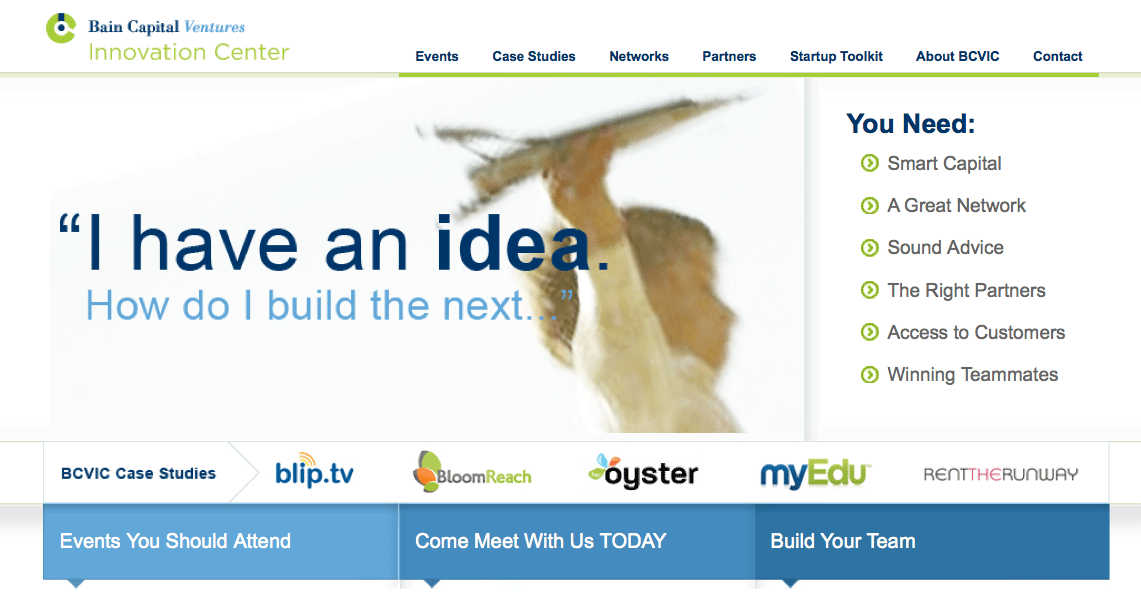 Bain Capital Ventures
Innovation Center
Events Case Studies Networks Partners Startup Toolkit About BCVIC Contact
“I have an idea.
How do I build the next...”
You Need:
Smart Capital
A Great Network
Sound Advice
The Right Partners
Access to Customers
Winning Teammates
BCVIC Case Studies blip.tv BloomReach oyster myEdu RENTTHERUNWAY
Events You Should Attend Come Meet With Us TODAY Build Your Team